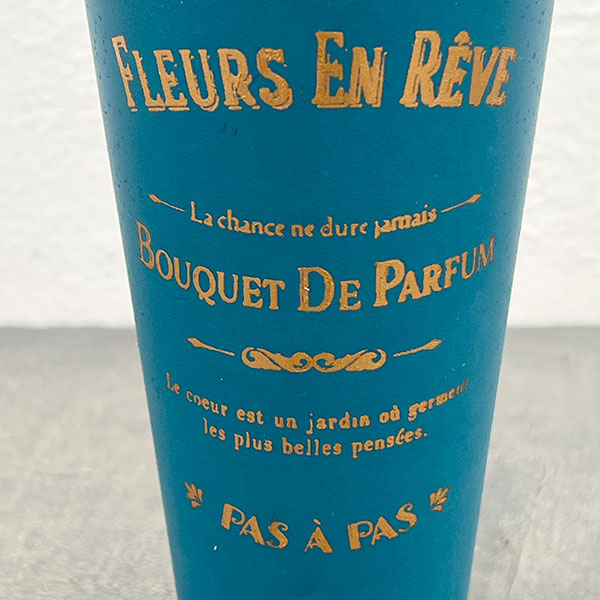 FLEURS EN RÊVE
La chance ne dure jamais
BOUQUET DE PARFUM
Le coeur est un jardin où germent
les plus belles pensées.
PAS À PAS